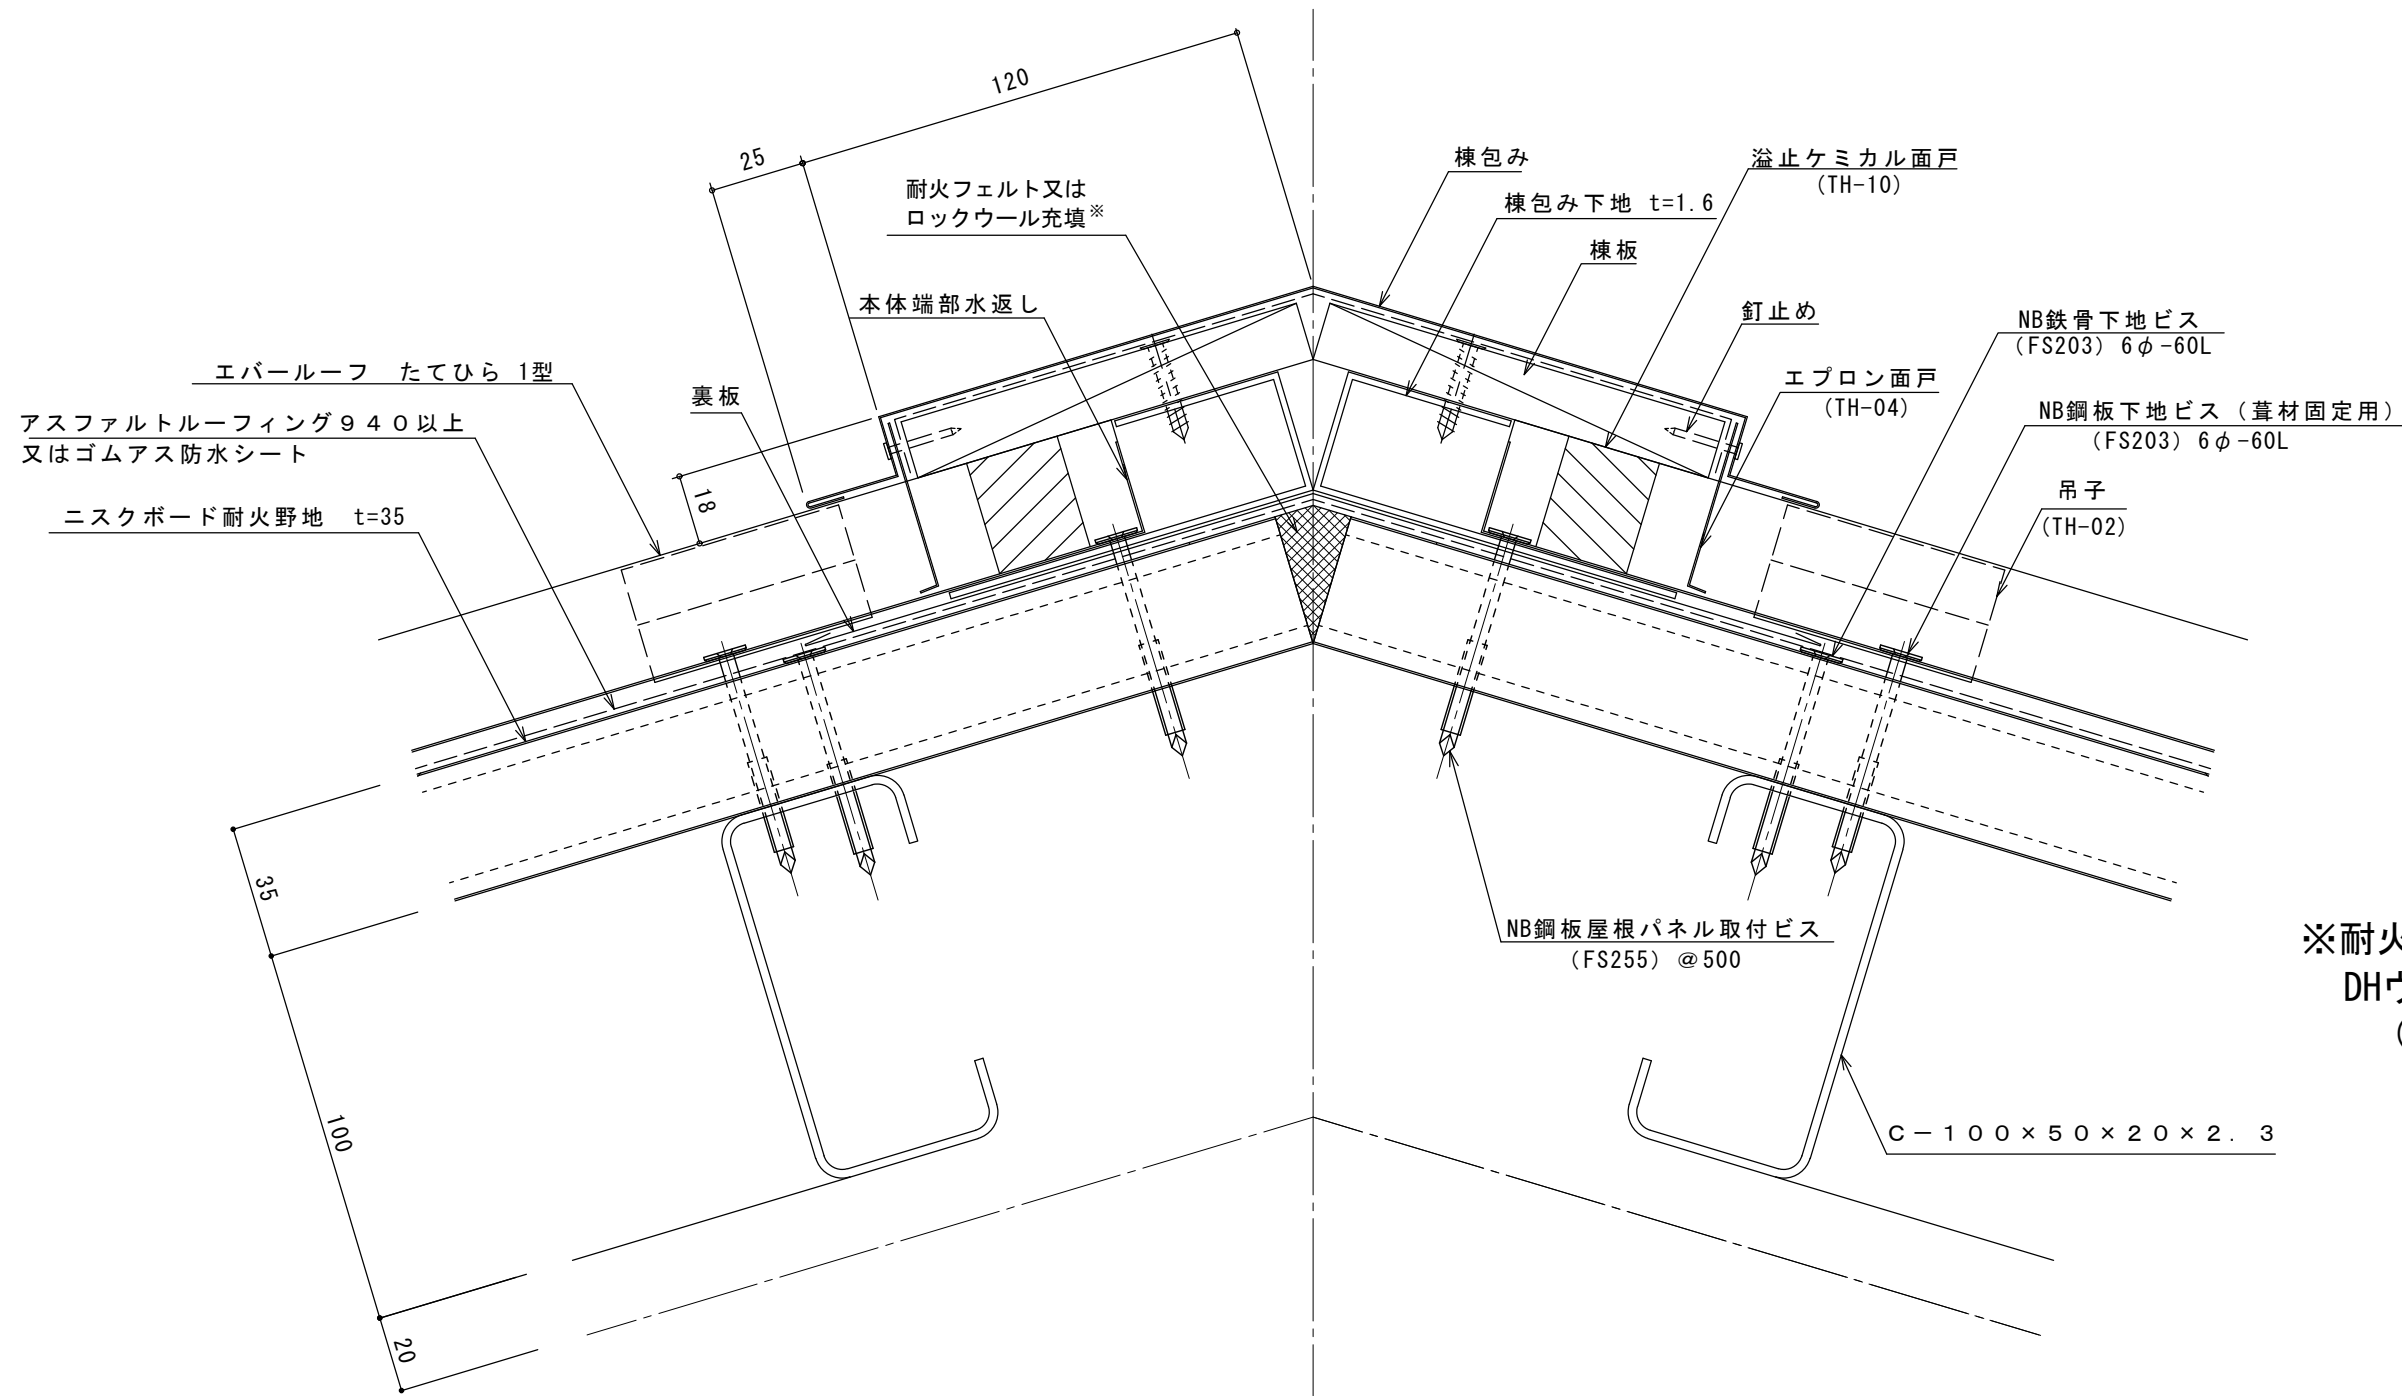 120
25
棟包み
溢止ケミカル面戸
(TH-10)
耐火フェルト又は
ロックウール充填※
棟包み下地 t=1.6
棟板
本体端部水返し
釘止め
NB鉄骨下地ビス
(FS203) 6φ-60L
エバールーフ たてひら 1型
裏板
エプロン面戸
(TH-04)
アスファルトルーフィング940以上
又はゴムアス防水シート
NB鋼板下地ビス（葺材固定用）
(FS203) 6φ-60L
18
吊子
(TH-02)
ニスクボード耐火野地 t=35
35
NB鋼板屋根パネル取付ビス
(FS255) @500
※耐火
DHウ
(
100
C-100×50×20×2.3
20